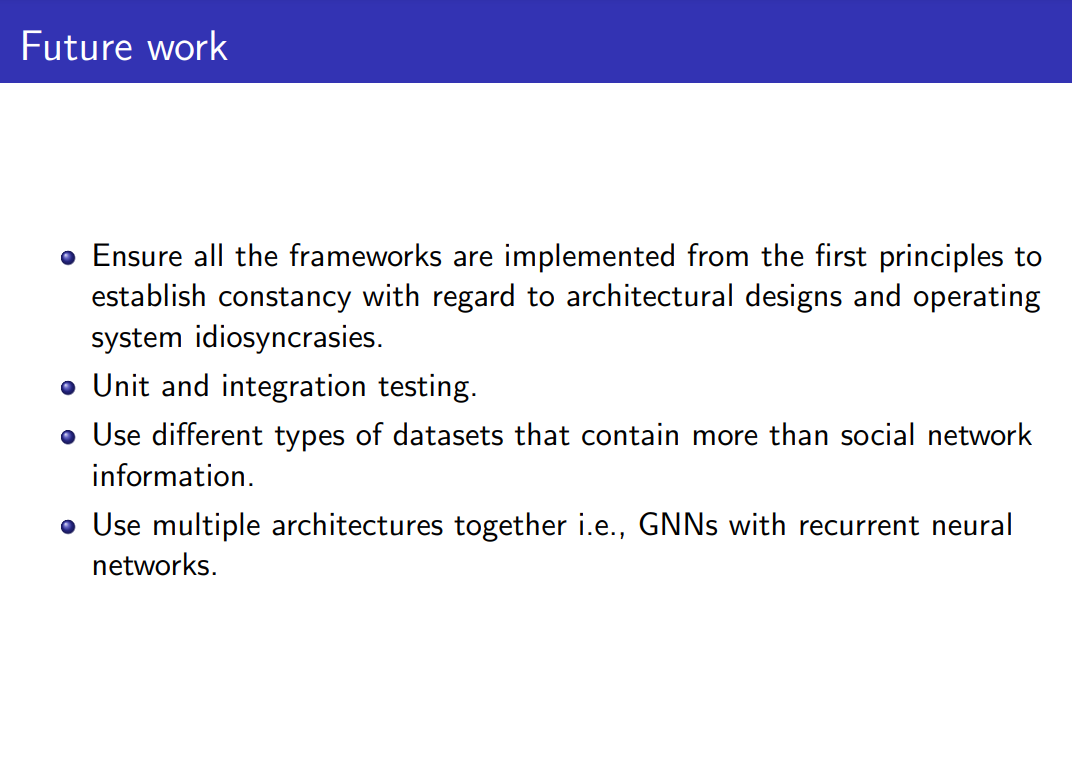 Future work
Ensure all the frameworks are implemented from the first principles to
establish constancy with regard to architectural designs and operating
system idiosyncrasies.
Unit and integration testing.
Use different types of datasets that contain more than social network
information.
Use multiple architectures together i.e., GNNs with recurrent neural
networks.